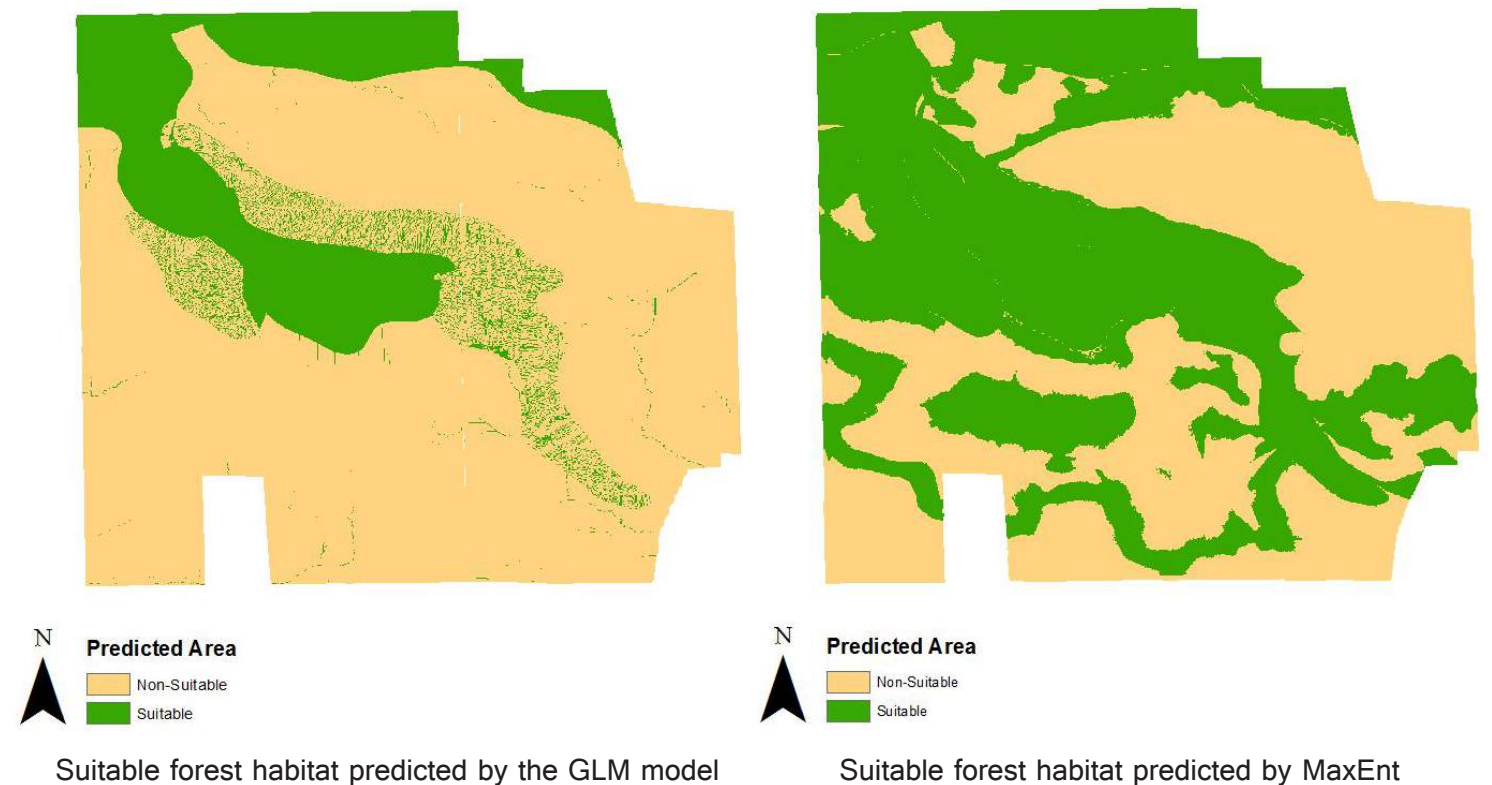 N
Predicted Area
Non-Suitable
Suitable
Suitable forest habitat predicted by the GLM model
N
Predicted Area
Non-Suitable
Suitable
Suitable forest habitat predicted by MaxEnt